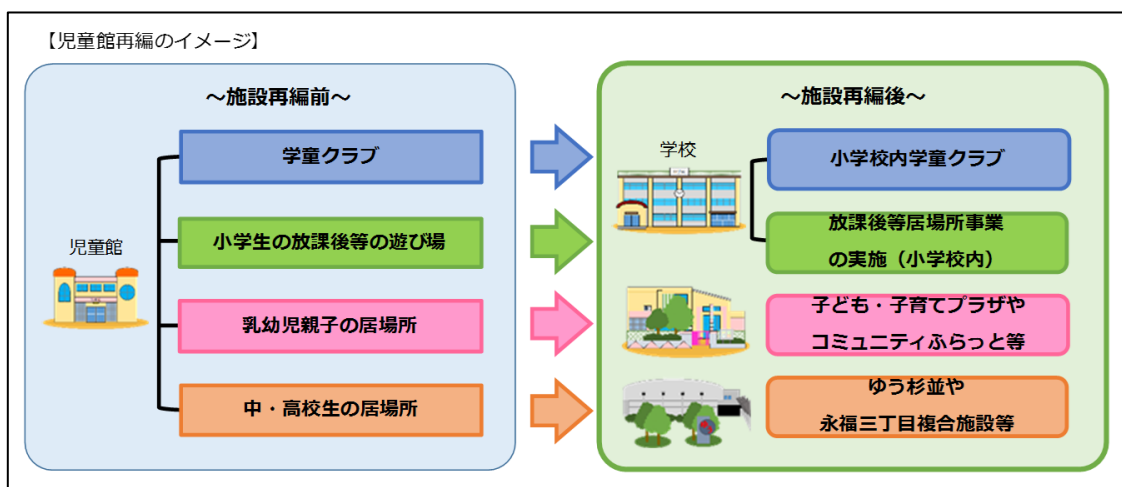 【児童館再編のイメージ】
～施設再編前～
児童館
学童クラブ
小学生の放課後等の遊び場
乳幼児親子の居場所
中・高校生の居場所
～施設再編後～
学校
小学校内学童クラブ
放課後等居場所事業
の実施（小学校内）
子ども・子育てプラザや
コミュニティふらっと等
ゆう杉並や
永福三丁目複合施設等